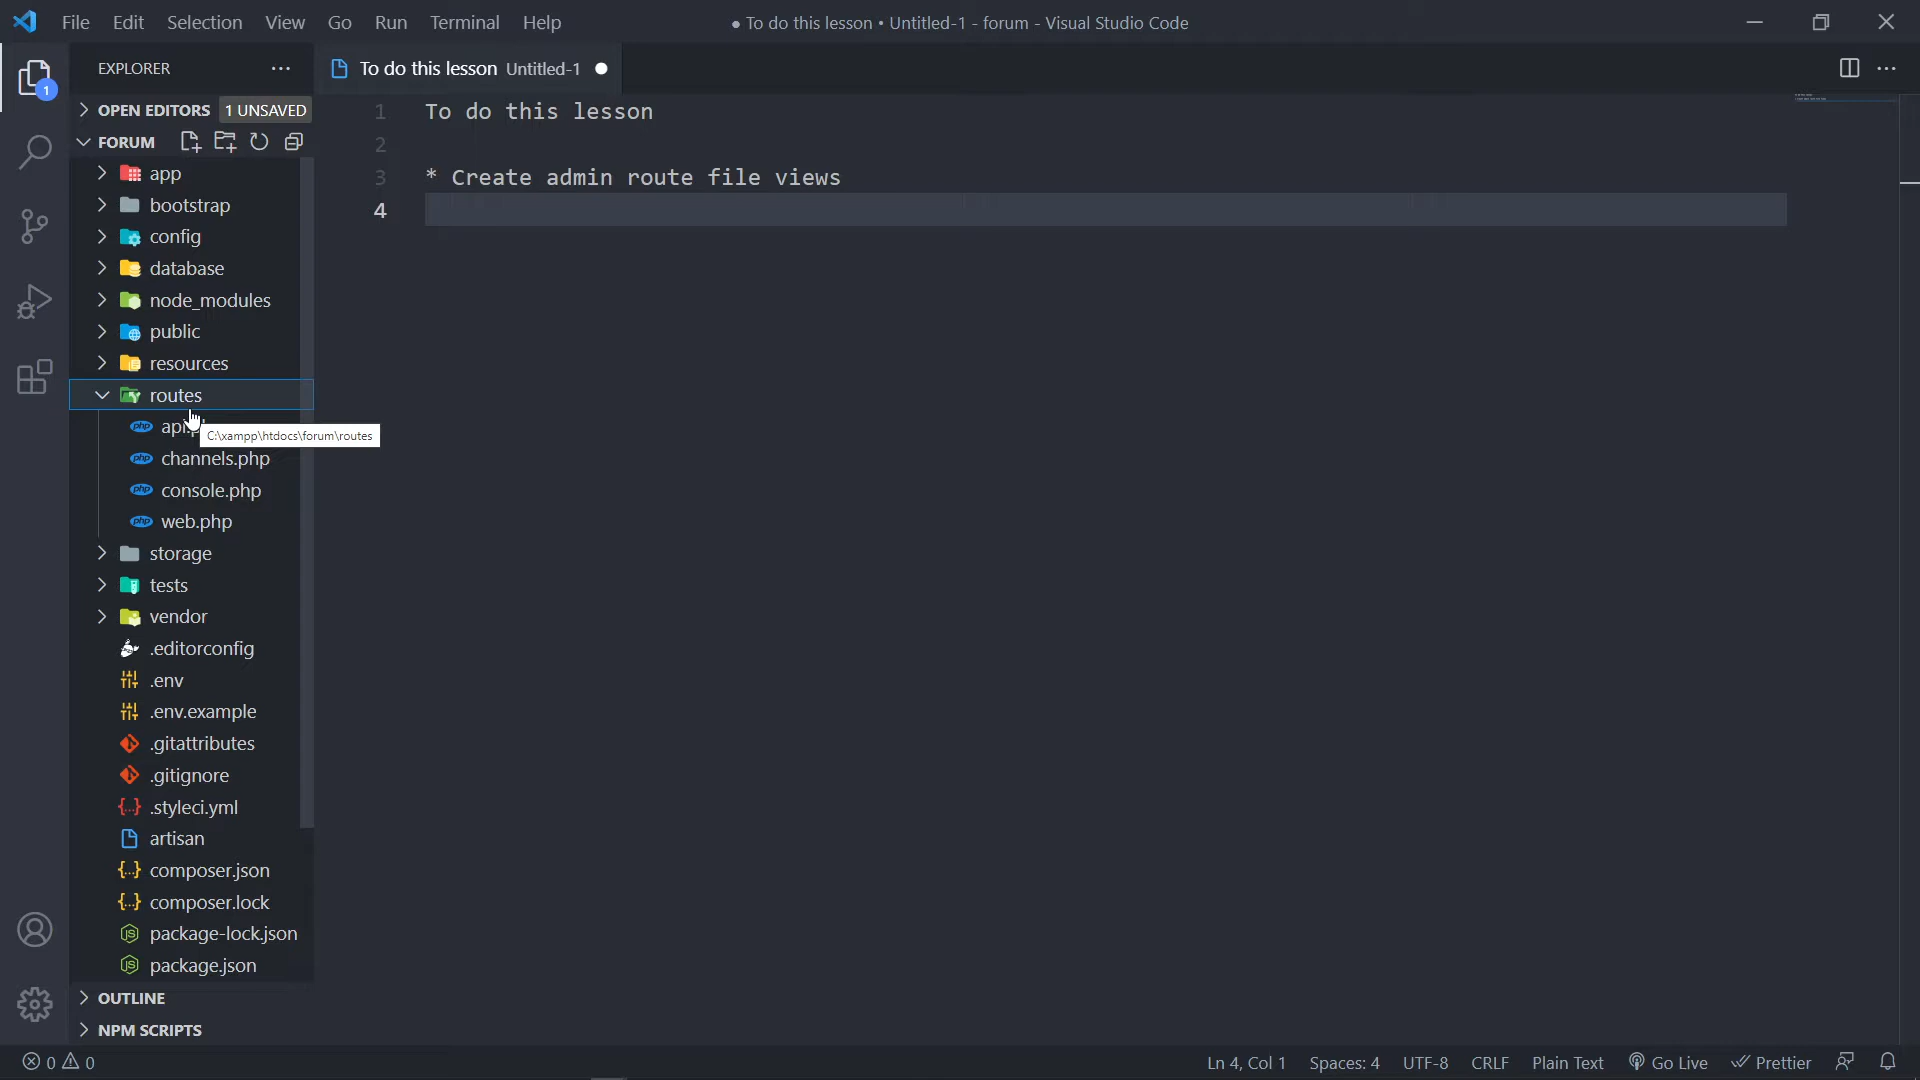 File Edit Selection View Go Run Terminal Help
● To do this lesson • Untitled-1 - forum - Visual Studio Code
EXPLORER
To do this lesson Untitled-1
1
OPEN EDITORS 1 UNSAVED
FORUM
app
bootstrap
config
database
node_modules
public
resources
routes
C:\xampp\htdocs\forum\routes
channels.php
console.php
web.php
storage
tests
vendor
.editorconfig
.env
.env.example
.gitattributes
.gitignore
.styleci.yml
artisan
composer.json
composer.lock
package-lock.json
package.json
OUTLINE
NPM SCRIPTS
1 To do this lesson
2
3 * Create admin route file views
4
0 0
Ln 4, Col 1 Spaces: 4 UTF-8 CRLF Plain Text Go Live Prettier